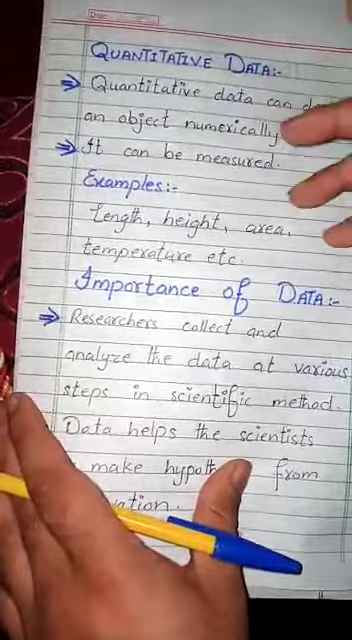 Date:
QUANTITATIVE DATA:-
Quantitative data can
an object numerically
It can be measured.
Examples:-
Length, height, area,
temperature etc.
Importance of DATA:-
Researchers collect and
analyze the data at various
steps in scientific method.
Data helps the scientists
make from